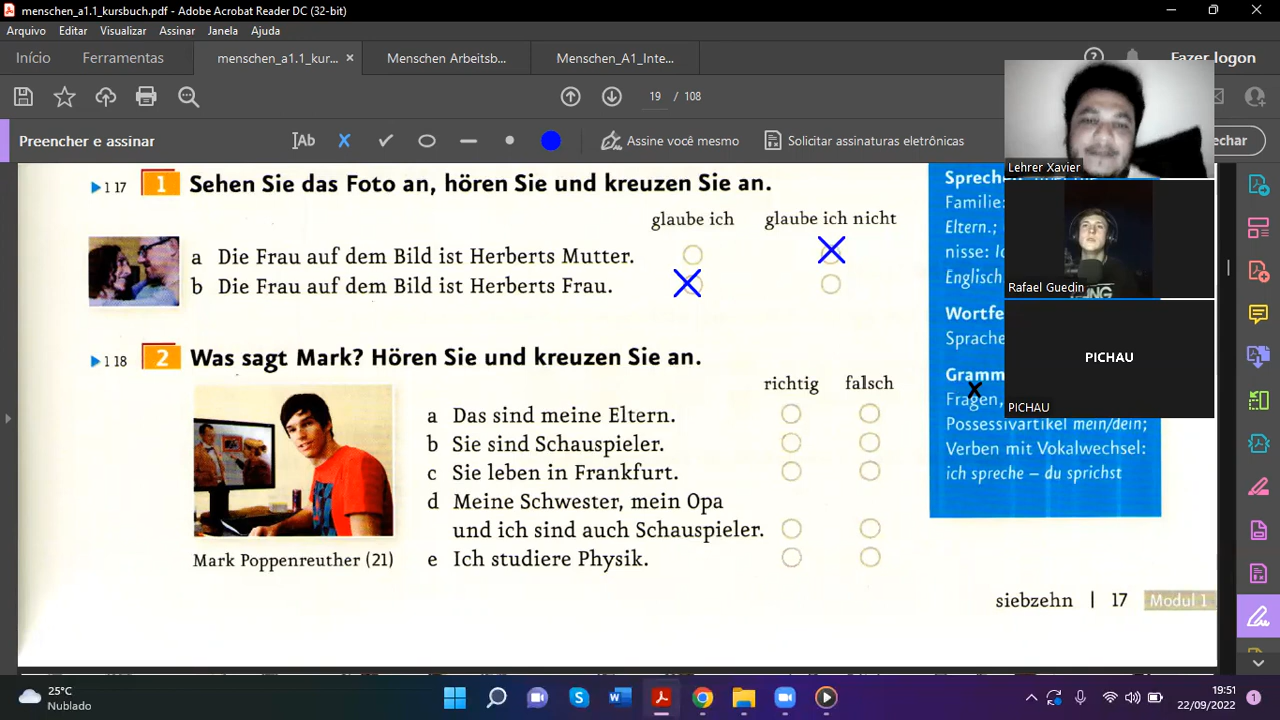 menschen_a1.1_kursbuch.pdf - Adobe Acrobat Reader DC (32-bit)
Arquivo Editar Visualizar Assinar Janela Ajuda
Início Ferramentas menschen_a1.1_kur... × Menschen Arbeitsb... Menschen_A1_Inte... Fazer logon
19 / 108
Preencher e assinar
Ab Assine você mesmo Solicitar assinaturas eletrônicas echar
Lehrer Xavier
Rafael Guedin
PICHAU
PICHAU
1 17 1 Sehen Sie das Foto an, hören Sie und kreuzen Sie an.
glaube ich glaube ich nicht
a Die Frau auf dem Bild ist Herberts Mutter.
b Die Frau auf dem Bild ist Herberts Frau.
1 18 2 Was sagt Mark? Hören Sie und kreuzen Sie an.
richtig falsch
a Das sind meine Eltern.
b Sie sind Schauspieler.
c Sie leben in Frankfurt.
d Meine Schwester, mein Opa
und ich sind auch Schauspieler.
e Ich studiere Physik.
Mark Poppenreuther (21)
Familie:
Eltern.;
nisse: I
Englisch
Wortfe
Sprache
Gramm
Fragen,
Possessivartikel mein/dein;
Verben mit Vokalwechsel:
ich spreche – du sprichst
siebzehn | 17 Modul 1
25°C
Nublado
19:51
22/09/2022
1